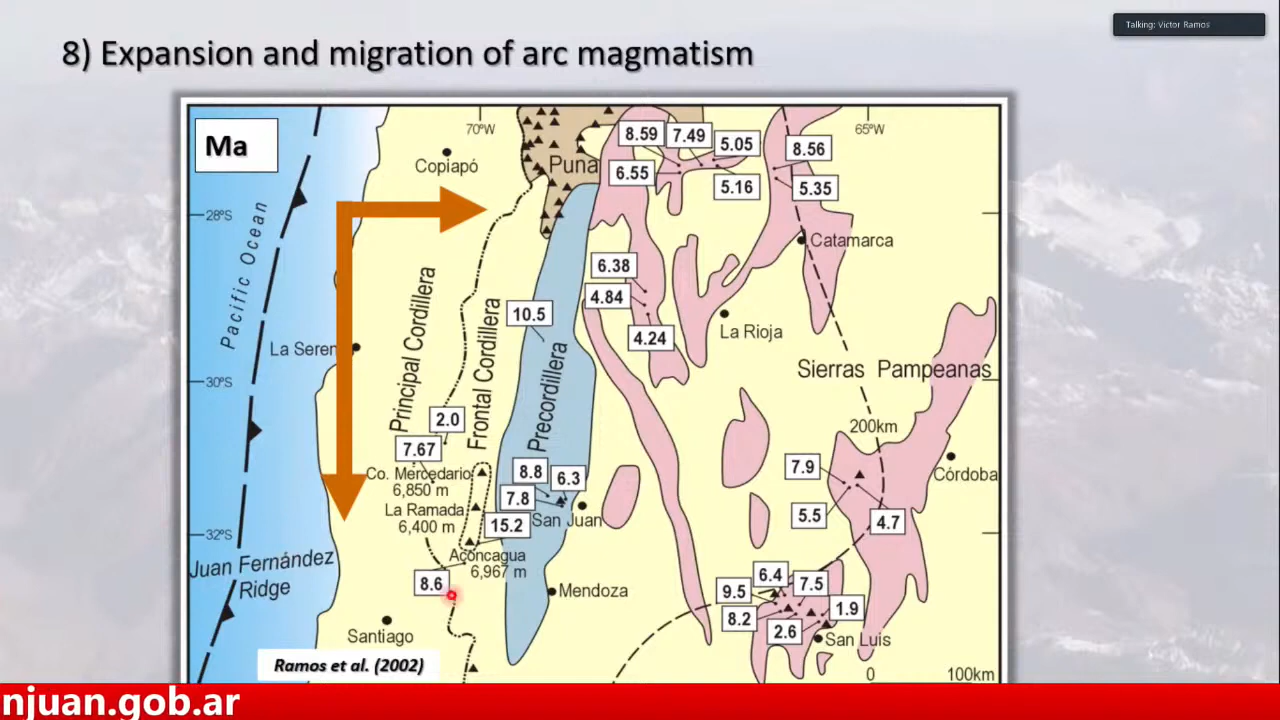 Talking: Victor Ramos
8) Expansion and migration of arc magmatism
Ma
70°W
65°W
Copiapó
Puna
8.59
7.49
5.05
8.56
6.55
5.16
5.35
28°S
Pacific Ocean
Catamarca
6.38
4.84
4.24
10.5
La Rioja
La Seren
Principal Cordillera
Frontal Cordillera
Precordillera
30°S
Sierras Pampeanas
2.0
200km
7.67
Co. Mercedario
6,850 m
8.8
6.3
7.9
Córdoba
La Ramada
6,400 m
7.8
15.2
San Juan
5.5
4.7
32°S
Aconcagua
6,967 m
Juan Fernández
Ridge
8.6
Mendoza
6.4
7.5
9.5
8.2
1.9
2.6
Santiago
San Luis
Ramos et al. (2002)
0
100km
njuan.gob.ar